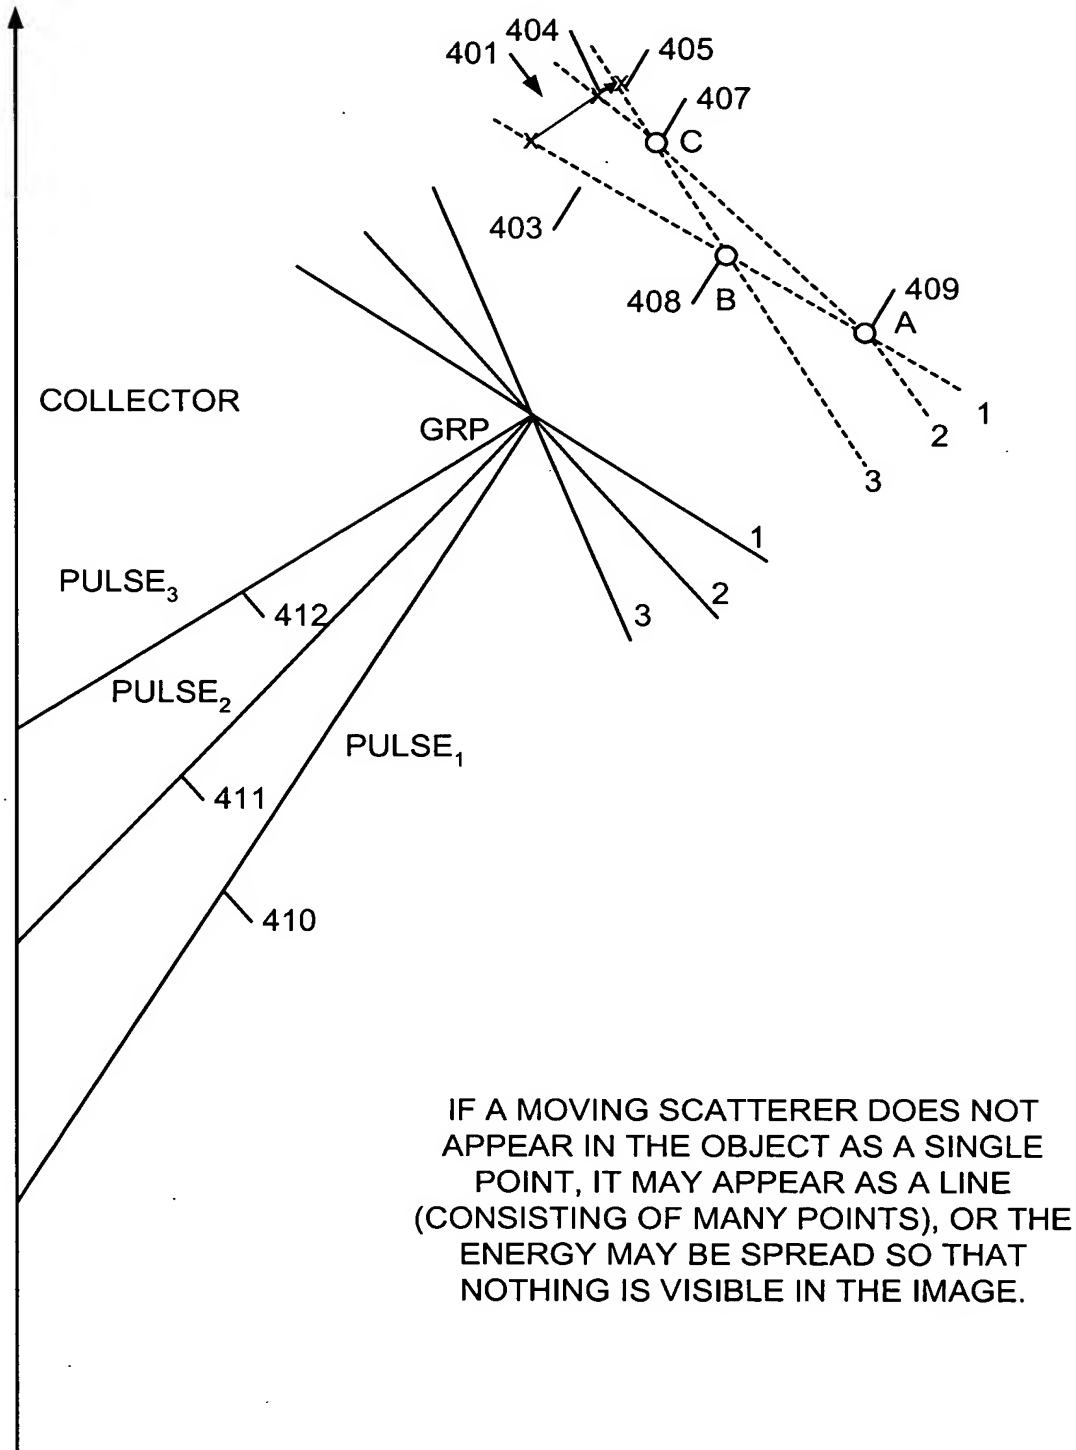 404
401
405
407
C
403
408
B
409
A
1
2
3
COLLECTOR
GRP
1
2
3
PULSE3
412
PULSE2
PULSE1
411
410
IF A MOVING SCATTERER DOES NOT
APPEAR IN THE OBJECT AS A SINGLE
POINT, IT MAY APPEAR AS A LINE
(CONSISTING OF MANY POINTS), OR THE
ENERGY MAY BE SPREAD SO THAT
NOTHING IS VISIBLE IN THE IMAGE.